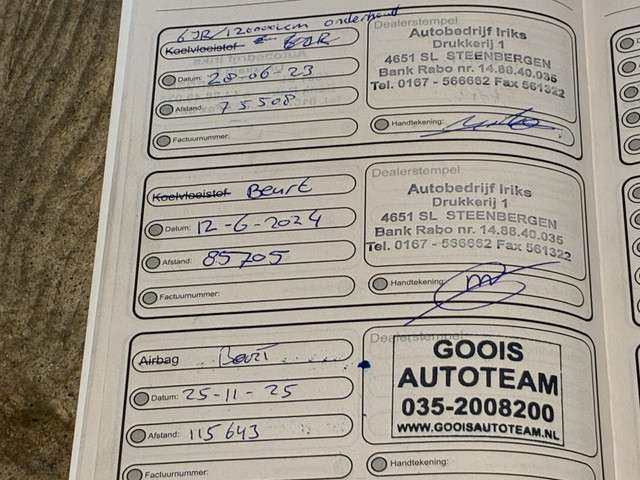 6 JR/120000km onderhoud
Koelvloeistof
Datum: 28-06-23
Afstand: 75508
Factuurnummer:
Dealerstempel
Autobedrijf Iriks
Drukkerij 1
4651 SL STEENBERGEN
Bank Rabo nr. 14.88.40.035
Tel. 0167 - 566662 Fax 561322
Handtekening:
Koelvloeistof Beurt
Datum: 12-6-2024
Afstand: 85705
Factuurnummer:
Dealerstempel
Autobedrijf Iriks
Drukkerij 1
4651 SL STEENBERGEN
Bank Rabo nr. 14.88.40.035
Tel. 0167 - 566662 Fax 561322
Handtekening:
Airbag Beurt
Datum: 25-11-25
Afstand: 115643
Factuurnummer:
Dealerstempel
GOOIS
AUTOTEAM
035-2008200
WWW.GOOISAUTOTEAM.NL
Handtekening: